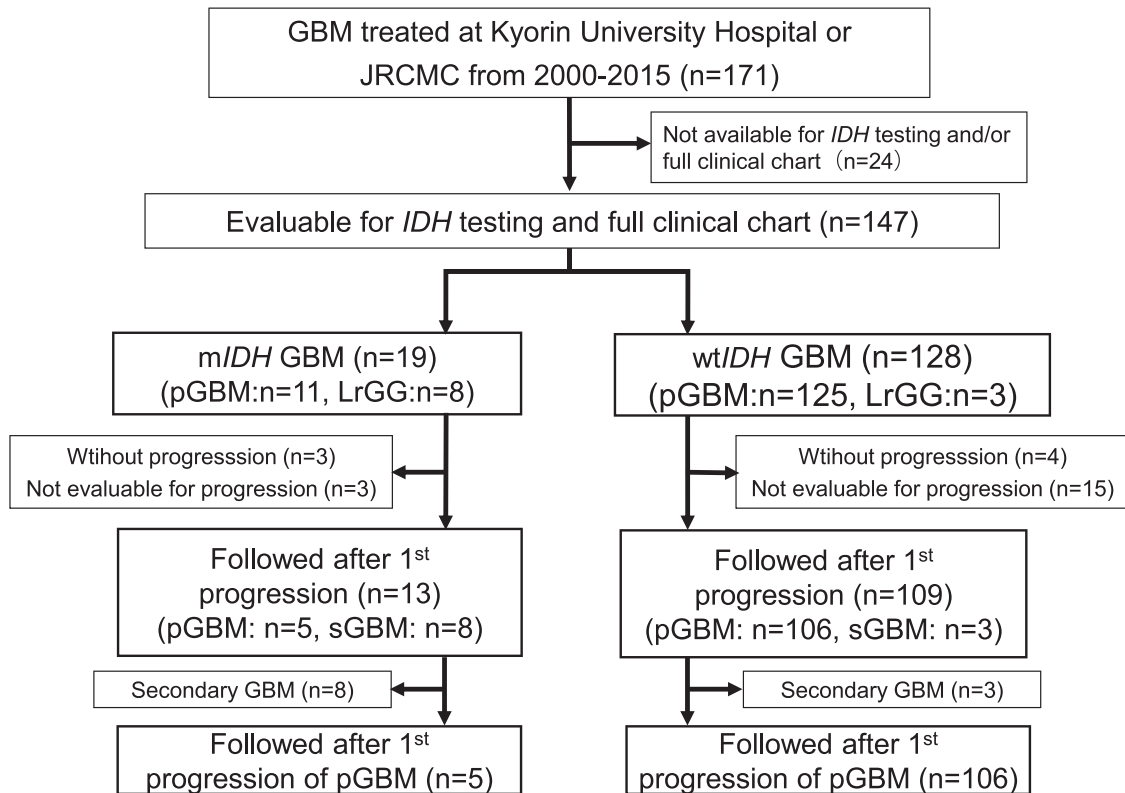 GBM treated at Kyorin University Hospital or
JRCMC from 2000-2015 (n=171)
Not available for IDH testing and/or
full clinical chart （n=24）
Evaluable for IDH testing and full clinical chart (n=147)
mIDH GBM (n=19)
(pGBM:n=11, LrGG:n=8)
wtIDH GBM (n=128)
(pGBM:n=125, LrGG:n=3)
Wtihout progresssion (n=3)
Not evaluable for progression (n=3)
Wtihout progresssion (n=4)
Not evaluable for progression (n=15)
Followed after 1st
progression (n=13)
(pGBM: n=5, sGBM: n=8)
Followed after 1st
progression (n=109)
(pGBM: n=106, sGBM: n=3)
Secondary GBM (n=8)
Secondary GBM (n=3)
Followed after 1st
progression of pGBM (n=5)
Followed after 1st
progression of pGBM (n=106)